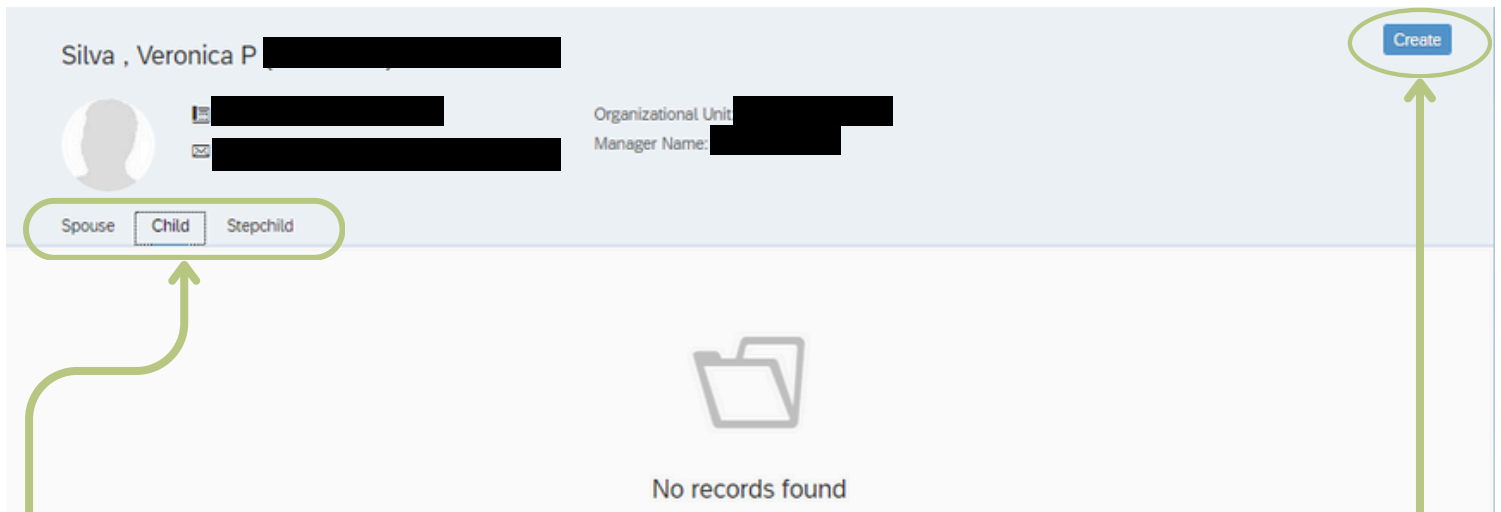 Silva , Veronica P
Create
Organizational Unit:
Manager Name:
Spouse Child Stepchild
No records found